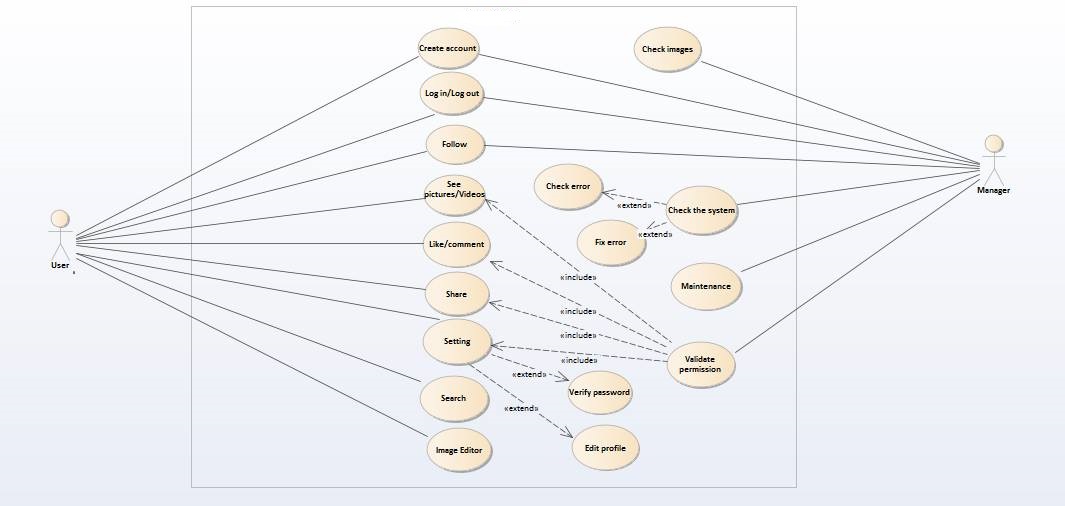 Create account
Check images
Log in/Log out
Follow
See
pictures/Videos
Check error
«extend»
Check the system
Manager
Fix error
«extend»
Like/comment
User
«include»
Maintenance
Share
«include»
«include»
Setting
«include»
Validate
permission
«extend»
Verify password
Search
«extend»
Image Editor
Edit profile